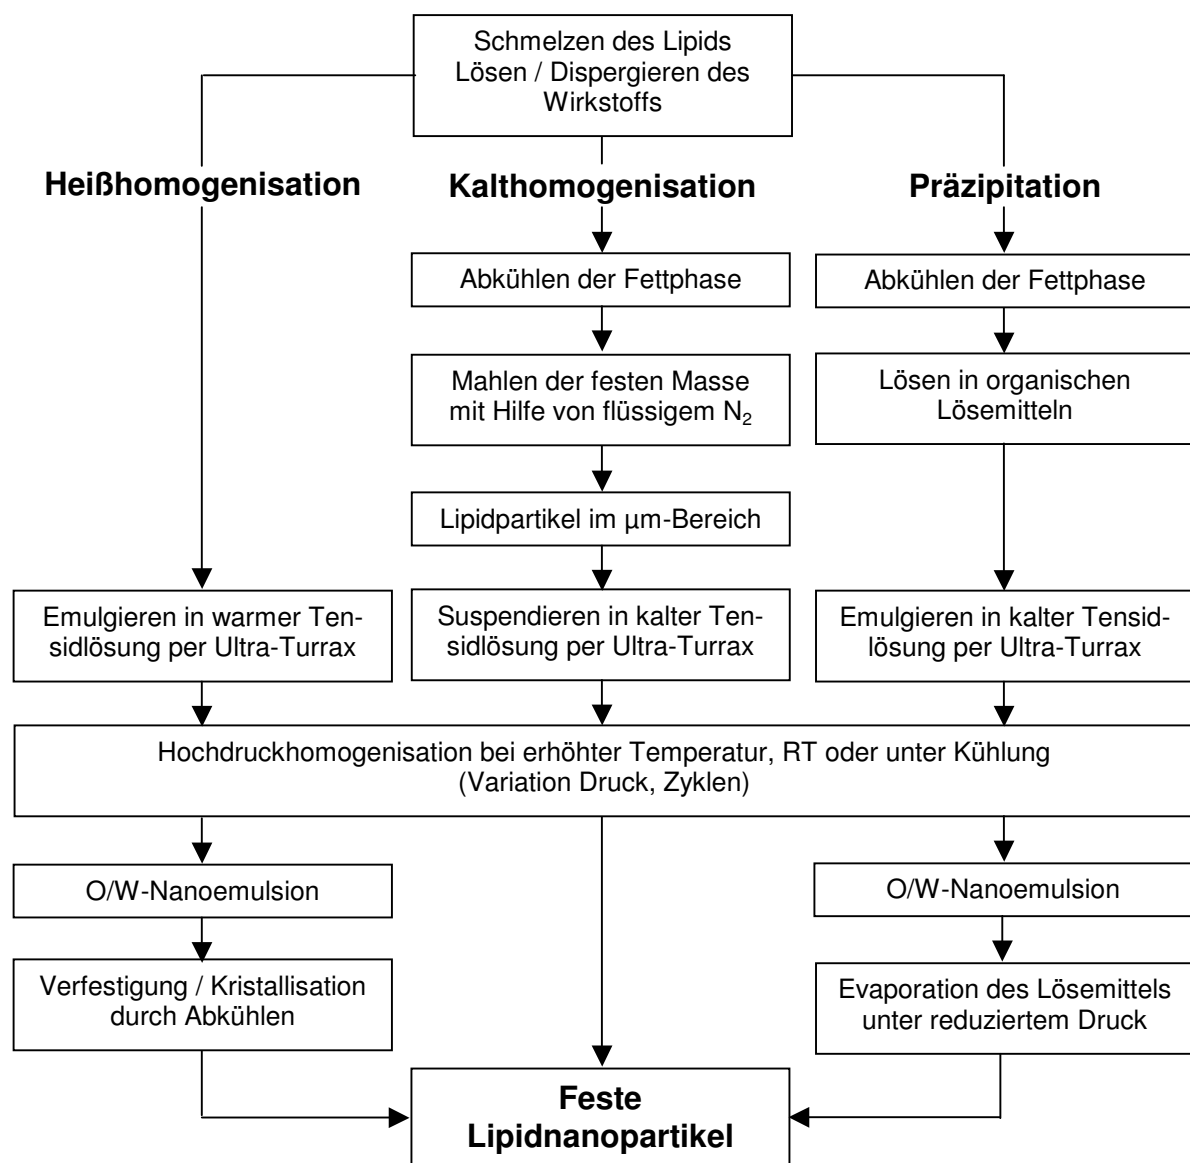 Schmelzen des Lipids
Lösen / Dispergieren des
Wirkstoffs
Heißhomogenisation
Kalthomogenisation
Präzipitation
Abkühlen der Fettphase
Abkühlen der Fettphase
Mahlen der festen Masse
mit Hilfe von flüssigem N₂
Lösen in organischen
Lösemitteln
Lipidpartikel im µm-Bereich
Emulgieren in warmer Ten-
sidlösung per Ultra-Turrax
Suspendieren in kalter Ten-
sidlösung per Ultra-Turrax
Emulgieren in kalter Tensid-
lösung per Ultra-Turrax
Hochdruckhomogenisation bei erhöhter Temperatur, RT oder unter Kühlung
(Variation Druck, Zyklen)
O/W-Nanoemulsion
O/W-Nanoemulsion
Verfestigung / Kristallisation
durch Abkühlen
Evaporation des Lösemittels
unter reduziertem Druck
Feste
Lipidnanopartikel